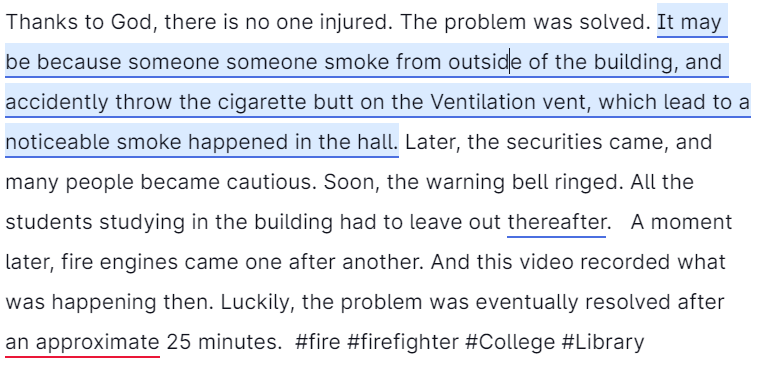 Thanks to God, there is no one injured. The problem was solved. It may
be because someone someone smoke from outside of the building, and
accidently throw the cigarette butt on the Ventilation vent, which lead to a
noticeable smoke happened in the hall. Later, the securities came, and
many people became cautious. Soon, the warning bell ringed. All the
students studying in the building had to leave out thereafter.   A moment
later, fire engines came one after another. And this video recorded what
was happening then. Luckily, the problem was eventually resolved after
an approximate 25 minutes.  #fire #firefighter #College #Library